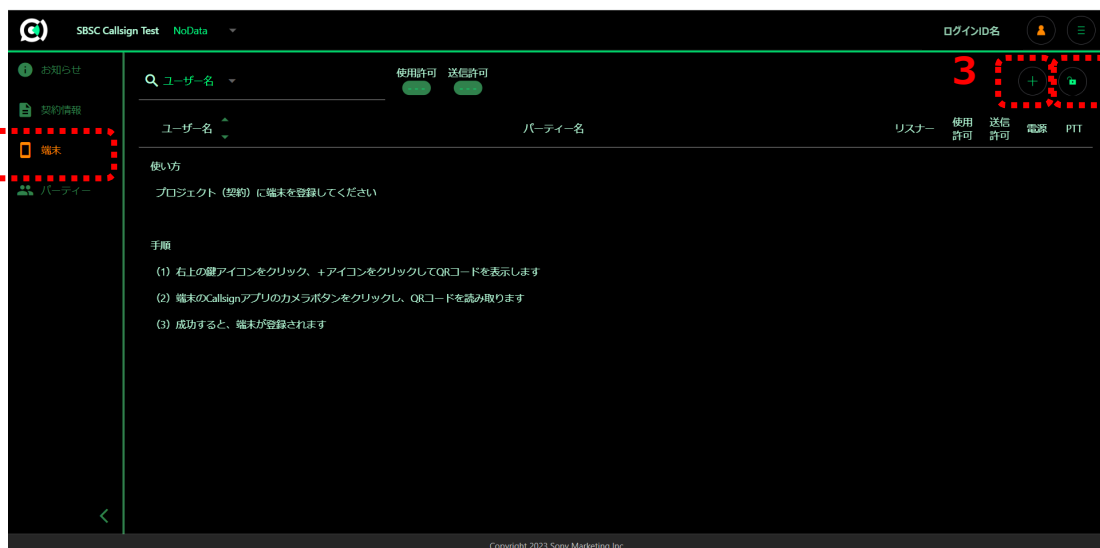 SBSC Callsign Test NoData ログインID名
お知らせ
契約情報
端末
パーティー
ユーザー名 使用許可 送信許可
--- ---
3
ユーザー名 パーティー名 リスナー 使用許可 送信許可 電源 PTT
使い方
プロジェクト（契約）に端末を登録してください
手順
（1）右上の鍵アイコンをクリック、+アイコンをクリックしてQRコードを表示します
（2）端末のCallsignアプリのカメラボタンをクリックし、QRコードを読み取ります
（3）成功すると、端末が登録されます
Copyright 2023 Sony Marketing Inc